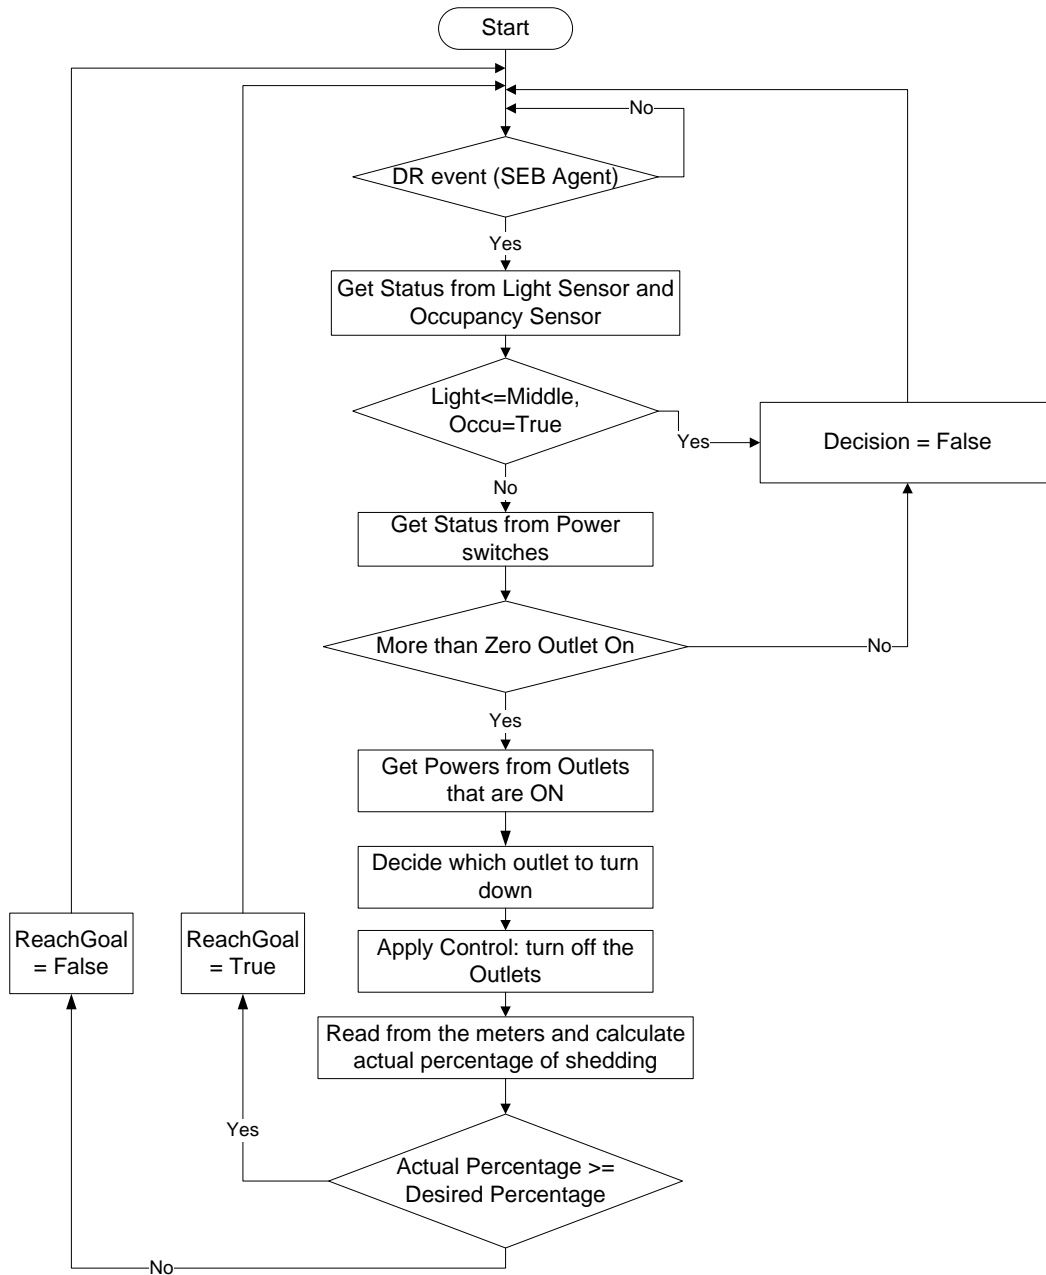 Start
No
DR event (SEB Agent)
Yes
Get Status from Light Sensor and
Occupancy Sensor
Light<=Middle,
Occu=True
Yes
Decision = False
No
Get Status from Power
switches
More than Zero Outlet On
No
Yes
Get Powers from Outlets
that are ON
Decide which outlet to turn
down
ReachGoal
= False
ReachGoal
= True
Apply Control: turn off the
Outlets
Read from the meters and calculate
actual percentage of shedding
Yes
Actual Percentage >=
Desired Percentage
No